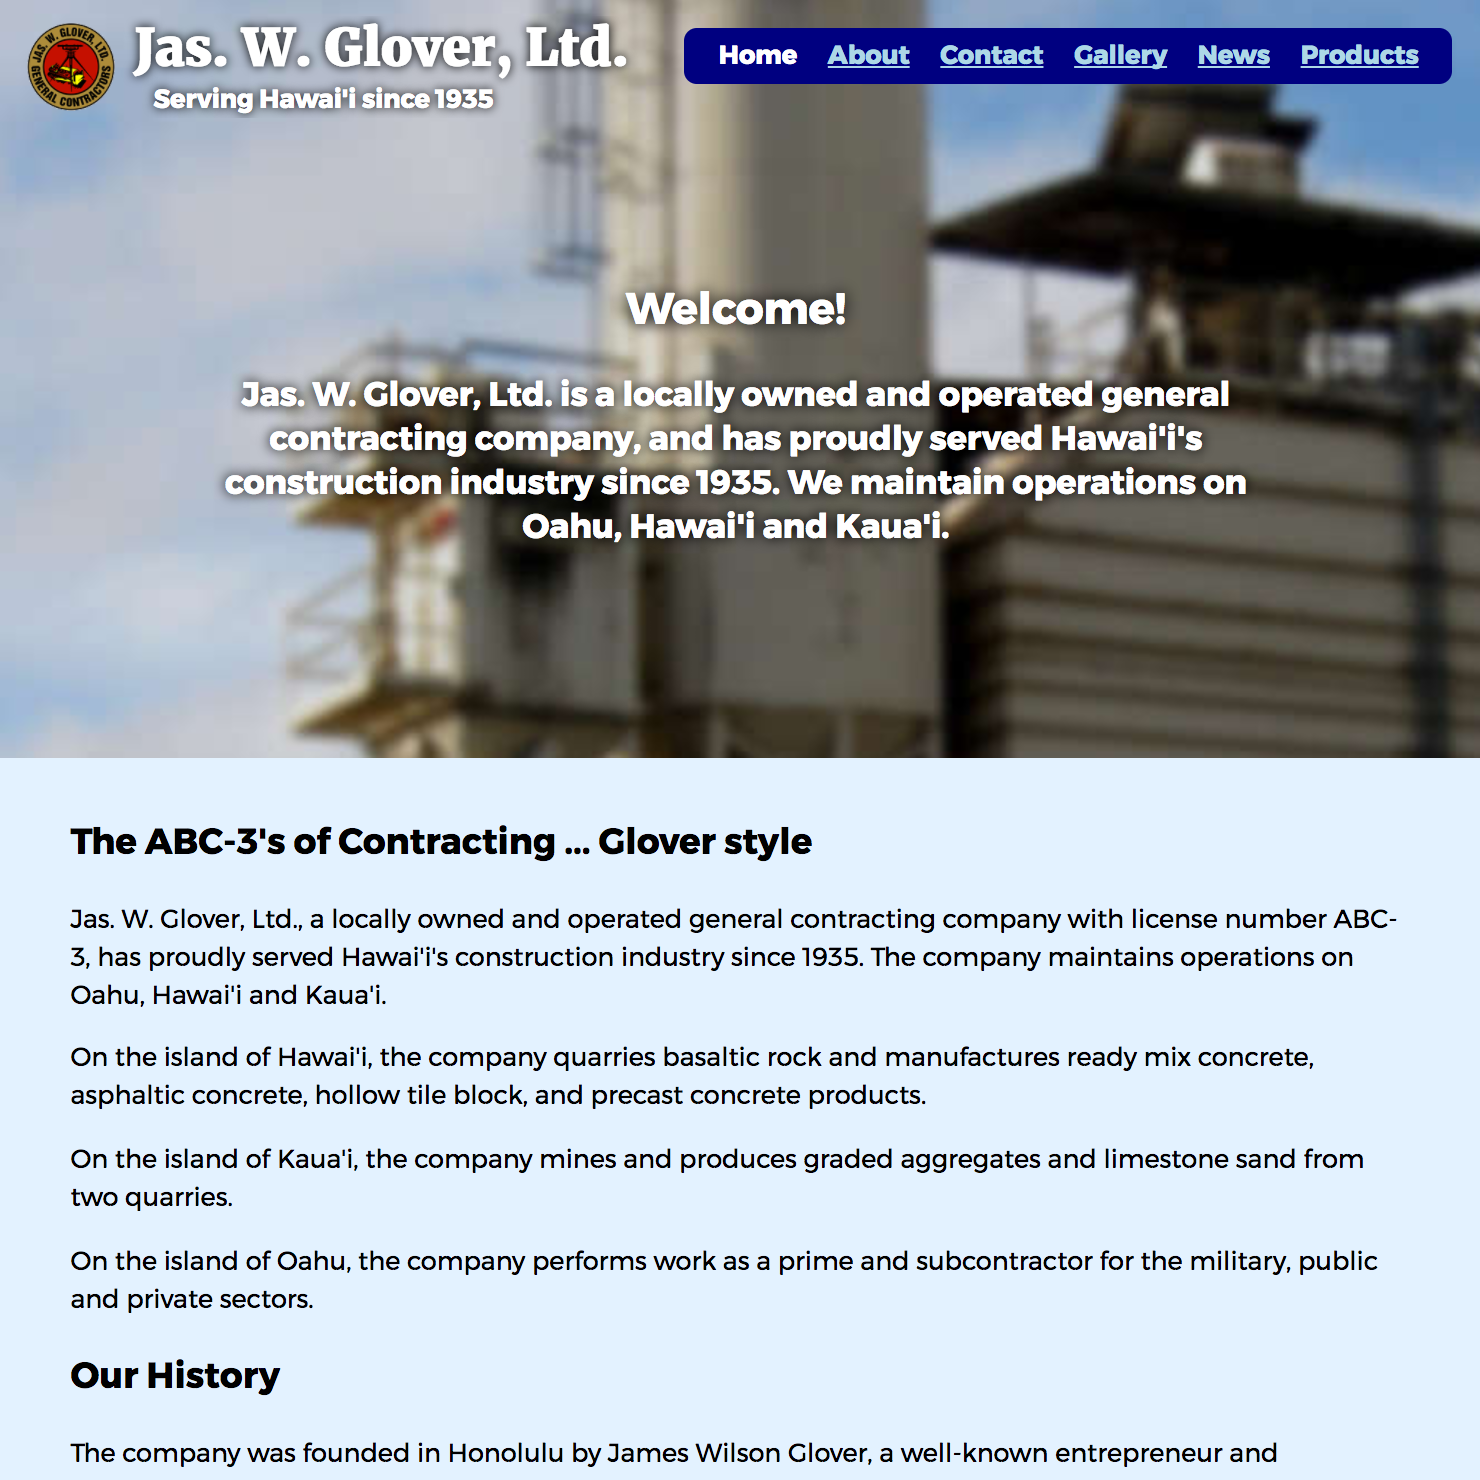 JAS. W. GLOVER, LTD.
GENERAL CONTRACTORS
Jas. W. Glover, Ltd.
Serving Hawai'i since 1935
Home About Contact Gallery News Products
Welcome!
Jas. W. Glover, Ltd. is a locally owned and operated general
contracting company, and has proudly served Hawai'i's
construction industry since 1935. We maintain operations on
Oahu, Hawai'i and Kaua'i.
The ABC-3's of Contracting ... Glover style
Jas. W. Glover, Ltd., a locally owned and operated general contracting company with license number ABC-
3, has proudly served Hawai'i's construction industry since 1935. The company maintains operations on
Oahu, Hawai'i and Kaua'i.
On the island of Hawai'i, the company quarries basaltic rock and manufactures ready mix concrete,
asphaltic concrete, hollow tile block, and precast concrete products.
On the island of Kaua'i, the company mines and produces graded aggregates and limestone sand from
two quarries.
On the island of Oahu, the company performs work as a prime and subcontractor for the military, public
and private sectors.
Our History
The company was founded in Honolulu by James Wilson Glover, a well-known entrepreneur and